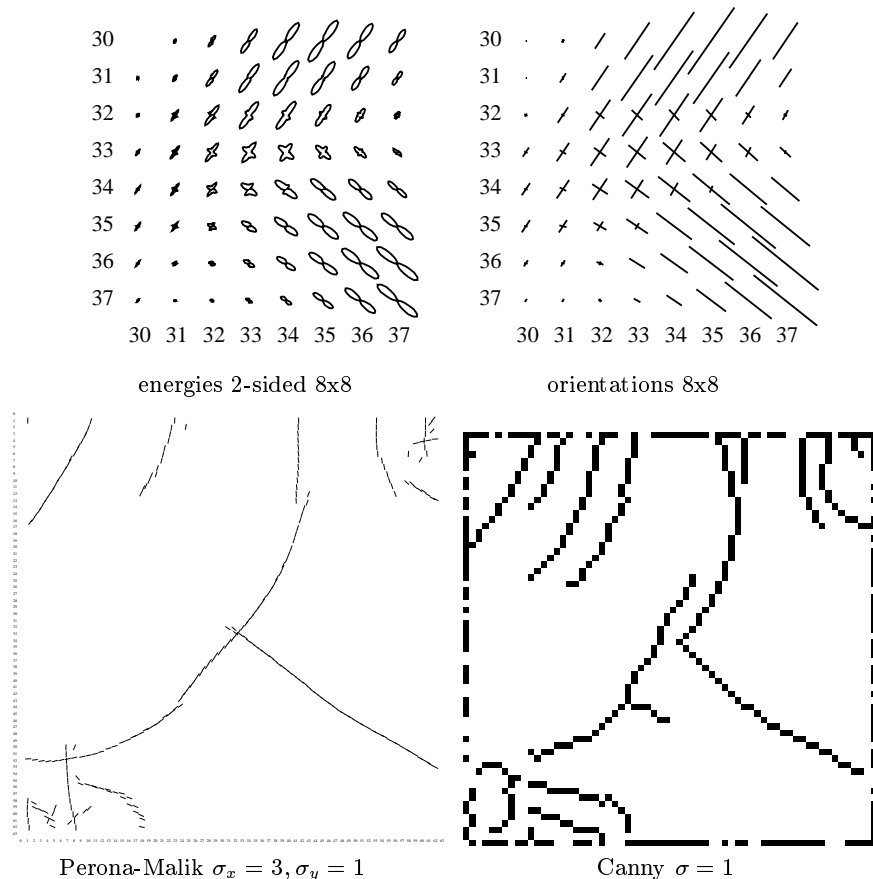 30 30
31 31
32 32
33 33
34 34
35 35
36 36
37 37
30 31 32 33 34 35 36 37 30 31 32 33 34 35 36 37
energies 2-sided 8x8 orientations 8x8
Perona-Malik σx = 3, σy = 1 Canny σ = 1